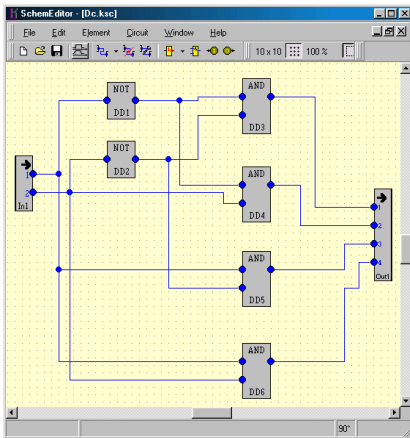 SchemEditor - [Dc.ksc]
File Edit Element Circuit Window Help
10 x 10 100 %
NOT
DD1
AND
DD3
NOT
DD2
1
2
In1
AND
DD4
1
2
3
4
Out1
AND
DD5
AND
DD6
90°